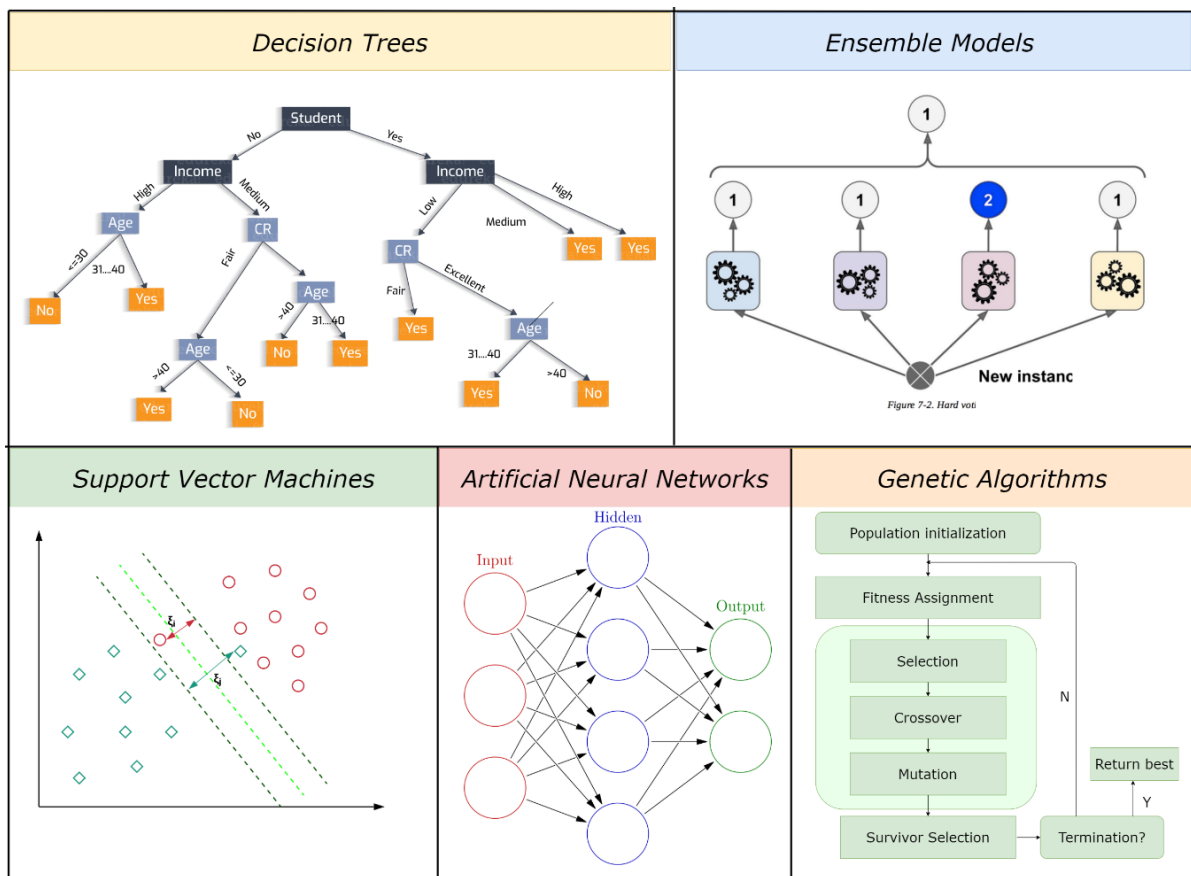 Decision Trees
Student
No
Yes
Income
Income
High
Medium
Low
Medium
High
Age
CR
CR
Yes
Yes
<=30
31....40
Fair
Fair
Excellent
No
Yes
Age
Yes
Age
>40
31....40
31....40
>40
Age
No
Yes
Yes
No
>40
<=30
Yes
No
Ensemble Models
1
1
1
2
1
New instanc
Figure 7-2. Hard voti
Support Vector Machines
ξi
ξj
Artificial Neural Networks
Hidden
Input
Output
Genetic Algorithms
Population initialization
Fitness Assignment
Selection
Crossover
Mutation
N
Return best
Y
Survivor Selection
Termination?